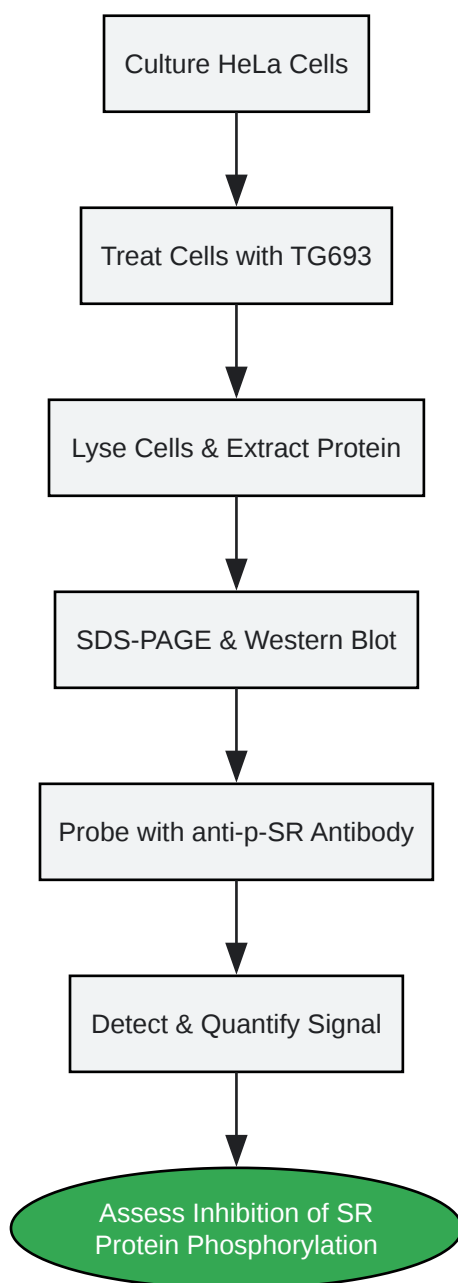 Culture HeLa Cells
Treat Cells with TG693
Lyse Cells & Extract Protein
SDS-PAGE & Western Blot
Probe with anti-p-SR Antibody
Detect & Quantify Signal
Assess Inhibition of SR
Protein Phosphorylation